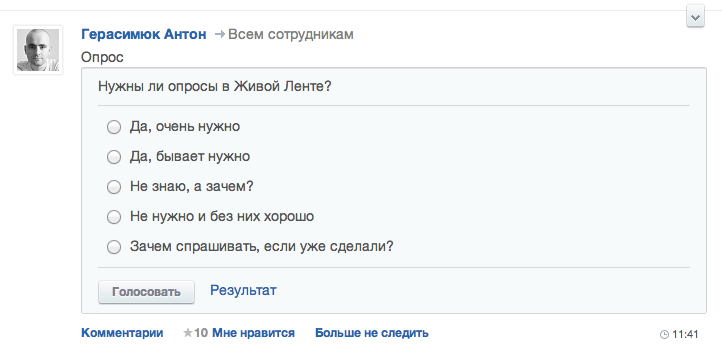 Герасимюк Антон → Всем сотрудникам
Опрос
Нужны ли опросы в Живой Ленте?
Да, очень нужно
Да, бывает нужно
Не знаю, а зачем?
Не нужно и без них хорошо
Зачем спрашивать, если уже сделали?
Голосовать Результат
Комментарии ★10 Мне нравится Больше не следить 11:41